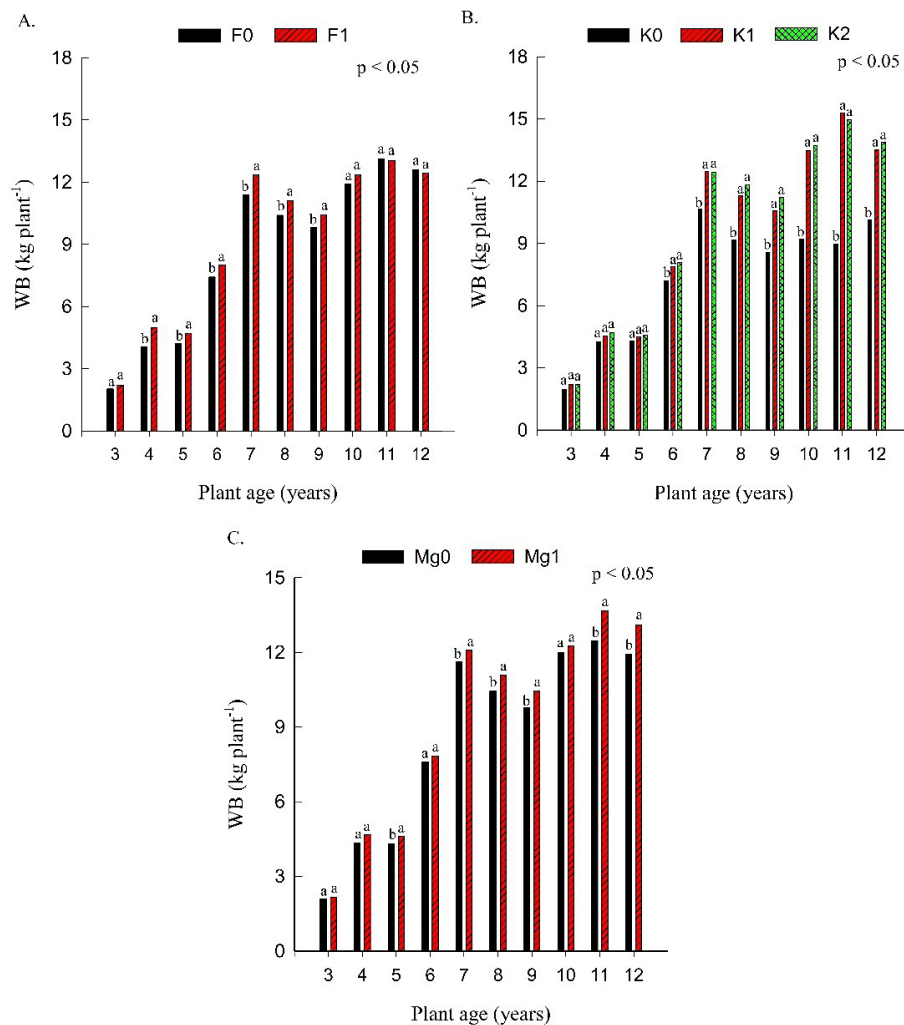 A.
F0 F1
p < 0.05
18
15
12
9
6
3
0
WB (kg plant-1)
a a b a b a b a b a b a b a a a a a a a
3 4 5 6 7 8 9 10 11 12
Plant age (years)
B.
K0 K1 K2
p < 0.05
18
15
12
9
6
3
0
WB (kg plant-1)
a a a a a a a a a b a a b a a b a a b a a b a a b a a b a a
3 4 5 6 7 8 9 10 11 12
Plant age (years)
C.
Mg0 Mg1
p < 0.05
15
12
9
6
3
0
WB (kg plant-1)
a a a a b a a a b a b a b a a a b a b a
3 4 5 6 7 8 9 10 11 12
Plant age (years)